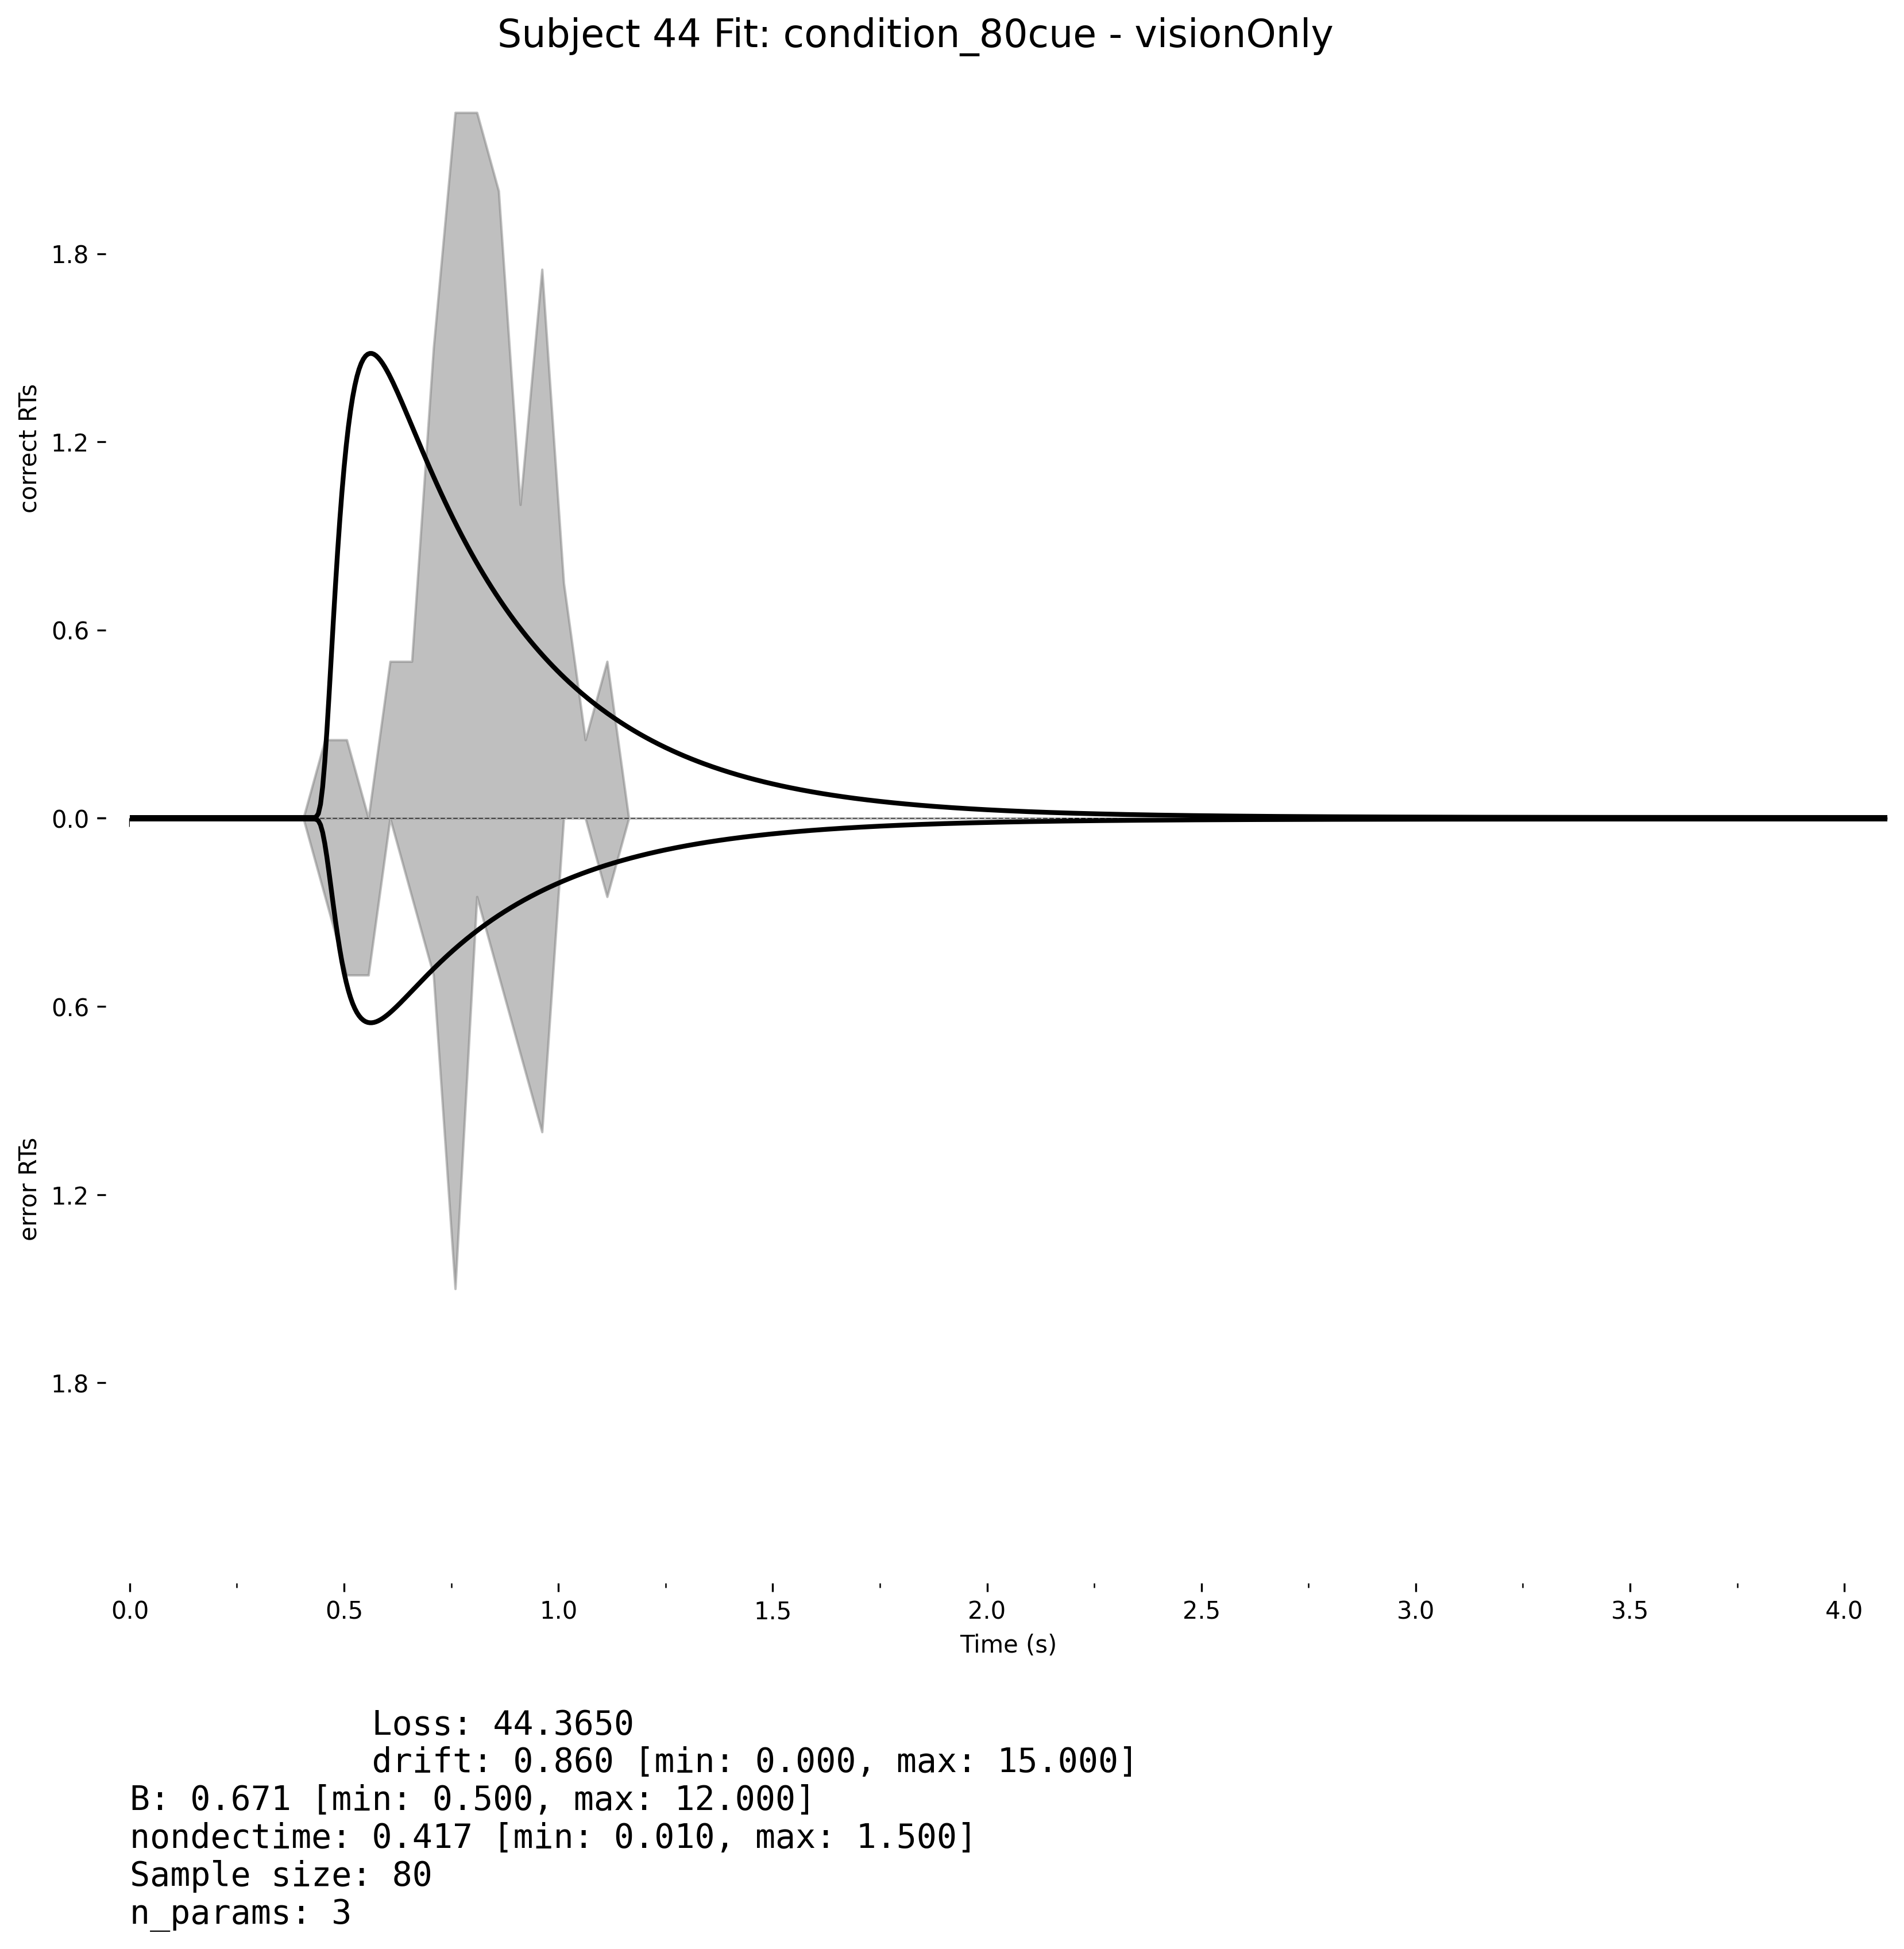 Subject 44 Fit: condition_80cue - visionOnly
correct RTs
1.8
1.2
0.6
0.0
0.6
1.2
1.8
error RTs
0.0 0.5 1.0 1.5 2.0 2.5 3.0 3.5 4.0
Time (s)
Loss: 44.3650
drift: 0.860 [min: 0.000, max: 15.000]
B: 0.671 [min: 0.500, max: 12.000]
nondectime: 0.417 [min: 0.010, max: 1.500]
Sample size: 80
n_params: 3